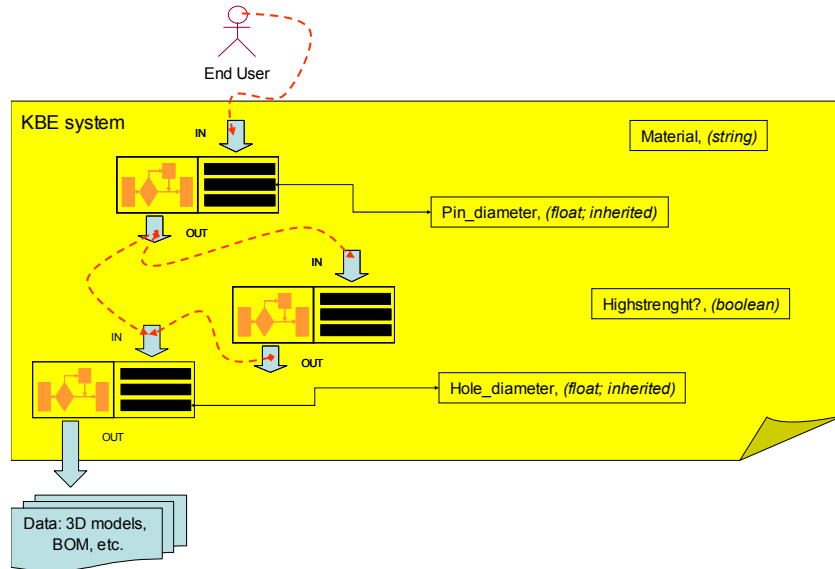 End User
KBE system
IN
Material, (string)
Pin_diameter, (float; inherited)
OUT
IN
Highstrenght?, (boolean)
IN
OUT
Hole_diameter, (float; inherited)
OUT
Data: 3D models,
BOM, etc.